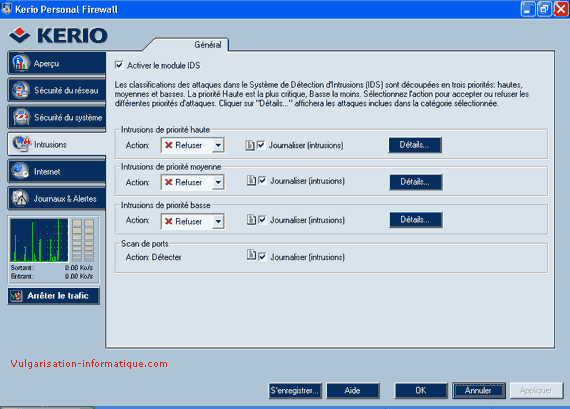 Kerio Personal Firewall
KERIO
Général
Aperçu
Sécurité du réseau
Sécurité du système
Intrusions
Internet
Journaux & Alertes
Sortant: 0.00 Ko/s
Entrant: 0.00 Ko/s
Arrêter le trafic
Activer le module IDS
Les classifications des attaques dans le Système de Détection d'Intrusions (IDS) sont découpées en trois priorités: hautes,
moyennes et basses. La priorité Haute est la plus critique, Basse la moins. Sélectionnez l'action pour accepter ou refuser les
différentes priorités d'attaques. Cliquer sur "Détails..." affichera les attaques inclues dans la catégorie sélectionnée.
Intrusions de priorité haute
Action: Refuser Journaliser (intrusions) Détails...
Intrusions de priorité moyenne
Action: Refuser Journaliser (intrusions) Détails...
Intrusions de priorité basse
Action: Refuser Journaliser (intrusions) Détails...
Scan de ports
Action: Détecter Journaliser (intrusions)
Vulgarisation-informatique.com
S'enregistrer... Aide OK Annuler Appliquer